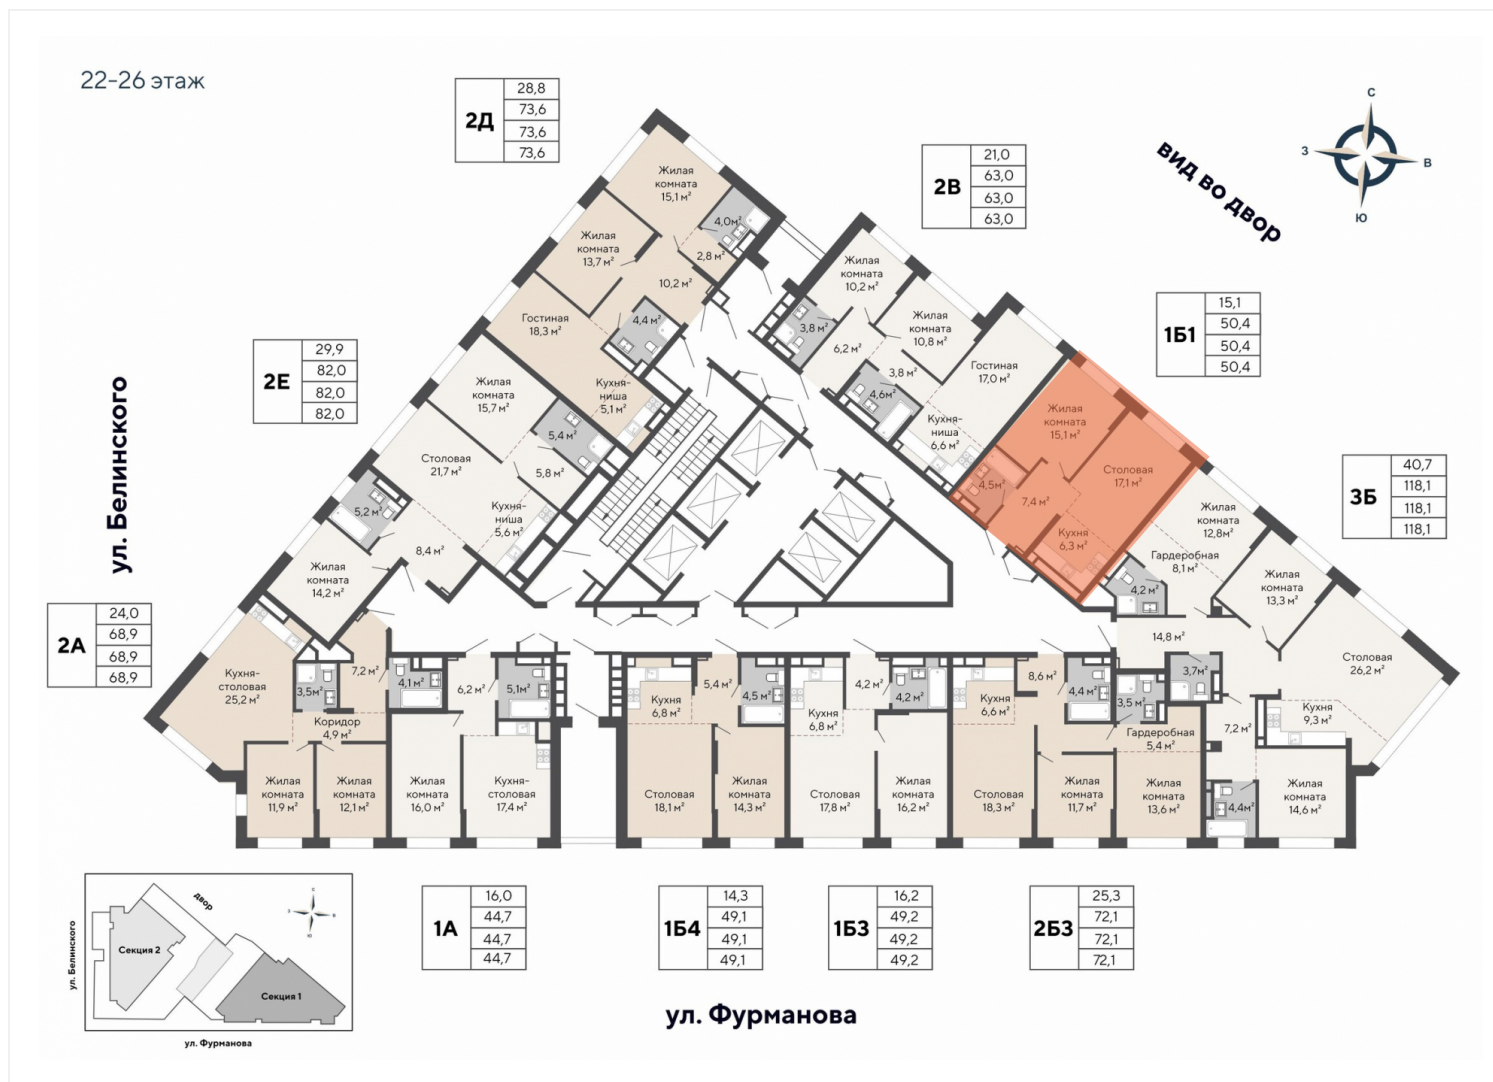 22-26 этаж
2Д
28,8
73,6
73,6
73,6
2В
21,0
63,0
63,0
63,0
вид во двор
С
З
В
Ю
1Б1
15,1
50,4
50,4
50,4
2Е
29,9
82,0
82,0
82,0
3Б
40,7
118,1
118,1
118,1
ул. Белинского
2А
24,0
68,9
68,9
68,9
Жилая
комната
15,1 м²
4,0м²
2,8 м²
Жилая
комната
13,7 м²
10,2 м²
Гостиная
18,3 м²
4,4 м²
Кухня-
ниша
5,1 м²
Жилая
комната
10,2 м²
3,8 м²
6,2 м²
Жилая
комната
10,8 м²
3,8 м²
4,6м²
Гостиная
17,0 м²
Кухня-
ниша
6,6 м²
Жилая
комната
15,1 м²
Столовая
17,1 м²
4,5м²
7,4 м²
Кухня
6,3 м²
Жилая
комната
15,7 м²
5,4 м²
Столовая
21,7 м²
5,8 м²
Кухня-
ниша
5,6 м²
5,2 м²
8,4 м²
Жилая
комната
14,2 м²
Жилая
комната
12,8м²
Гардеробная
8,1 м²
4,2 м²
Жилая
комната
13,3 м²
14,8 м²
3,7м²
Столовая
26,2 м²
Кухня
9,3 м²
7,2 м²
4,4м²
Жилая
комната
14,6 м²
Кухня-
столовая
25,2 м²
3,5м²
7,2 м²
Коридор
4,9 м²
Жилая
комната
11,9 м²
Жилая
комната
12,1 м²
4,1 м²
6,2 м²
5,1 м²
Жилая
комната
16,0 м²
Кухня-
столовая
17,4 м²
Кухня
6,8 м²
5,4 м²
4,5 м²
Столовая
18,1 м²
Жилая
комната
14,3 м²
4,2 м²
4,2 м²
Кухня
6,8 м²
Столовая
17,8 м²
Жилая
комната
16,2 м²
Кухня
6,6 м²
8,6 м²
4,4 м²
Столовая
18,3 м²
Жилая
комната
11,7 м²
3,5 м²
Гардеробная
5,4 м²
Жилая
комната
13,6 м²
1А
16,0
44,7
44,7
44,7
1Б4
14,3
49,1
49,1
49,1
1Б3
16,2
49,2
49,2
49,2
2Б3
25,3
72,1
72,1
72,1
ул. Фурманова
двор
С
З
В
Ю
ул. Белинского
Секция 2
Секция 1
ул. Фурманова